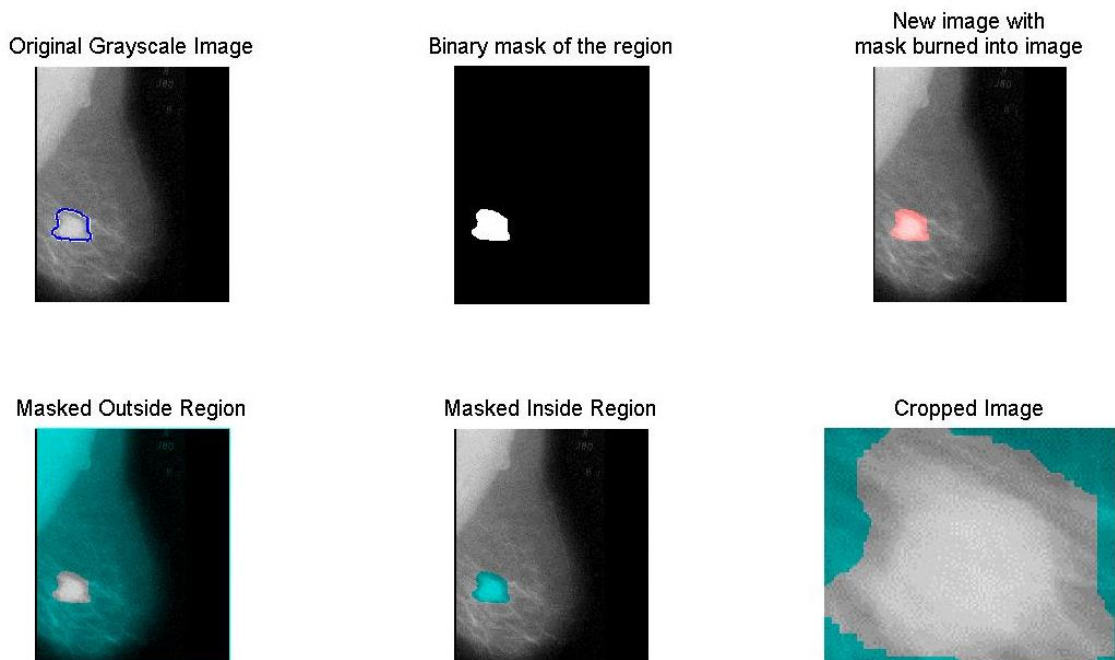 Original Grayscale Image
Binary mask of the region
New image with
mask burned into image
Masked Outside Region
Masked Inside Region
Cropped Image